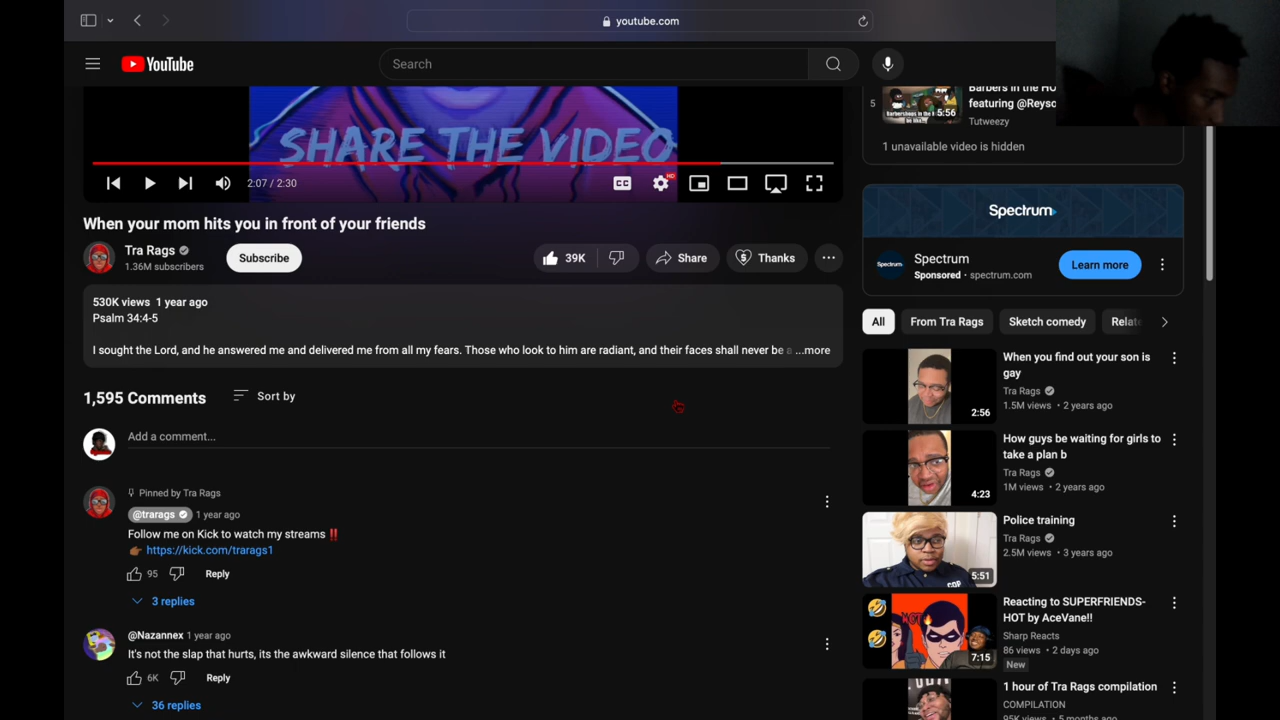 youtube.com
YouTube
Search
SHARE THE VIDEO
2:07 / 2:30
CC
HD
When your mom hits you in front of your friends
Tra Rags
1.36M subscribers
Subscribe
39K
Share
Thanks
530K views 1 year ago
Psalm 34:4-5
I sought the Lord, and he answered me and delivered me from all my fears. Those who look to him are radiant, and their faces shall never be a ...more
1,595 Comments
Sort by
Add a comment...
Pinned by Tra Rags
@trarags 1 year ago
Follow me on Kick to watch my streams ‼️
👉🏾 https://kick.com/trarags1
95
Reply
3 replies
@Nazannex 1 year ago
It's not the slap that hurts, its the awkward silence that follows it
6K
Reply
36 replies
5
5:56
Barbers in the HO
featuring @Reyso
Tutweezy
1 unavailable video is hidden
Spectrum
Spectrum
Spectrum
Sponsored · spectrum.com
Learn more
All
From Tra Rags
Sketch comedy
Relate
2:56
When you find out your son is
gay
Tra Rags
1.5M views • 2 years ago
4:23
How guys be waiting for girls to
take a plan b
Tra Rags
1M views • 2 years ago
COP
5:51
Police training
Tra Rags
2.5M views • 3 years ago
7:15
Reacting to SUPERFRIENDS-
HOT by AceVane!!
Sharp Reacts
86 views • 2 days ago
New
1 hour of Tra Rags compilation
COMPILATION
95K views • 5 months ago